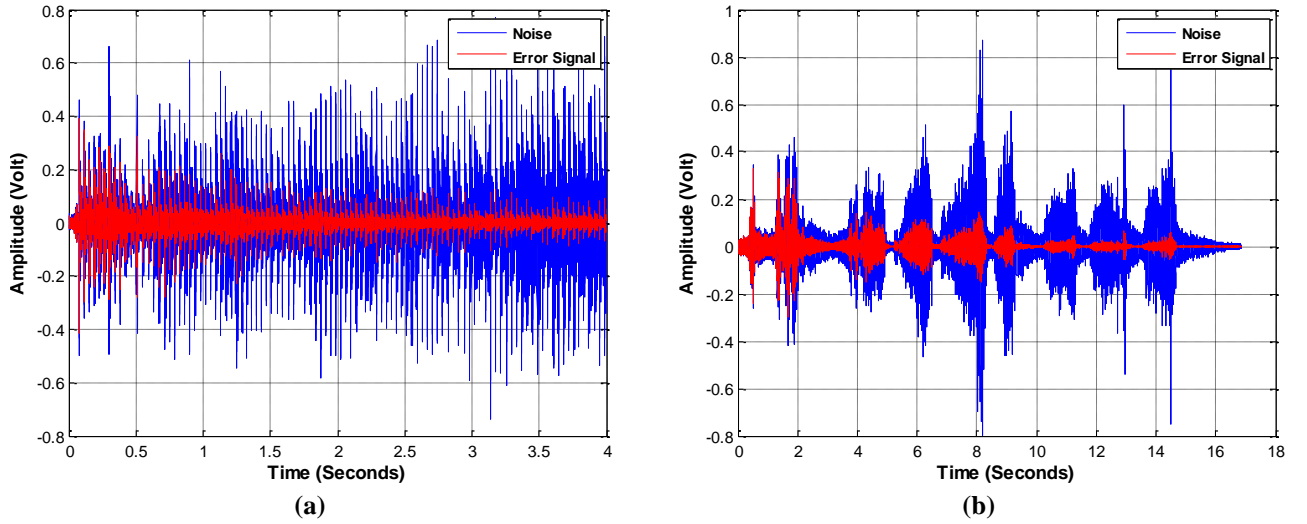 0.8
0.6
0.4
0.2
0
-0.2
-0.4
-0.6
-0.8
Amplitude (Volt)
Noise
Error Signal
0 0.5 1 1.5 2 2.5 3 3.5 4
Time (Seconds)
(a)
1
0.8
0.6
0.4
0.2
0
-0.2
-0.4
-0.6
-0.8
Amplitude (Volt)
Noise
Error Signal
0 2 4 6 8 10 12 14 16 18
Time (Seconds)
(b)